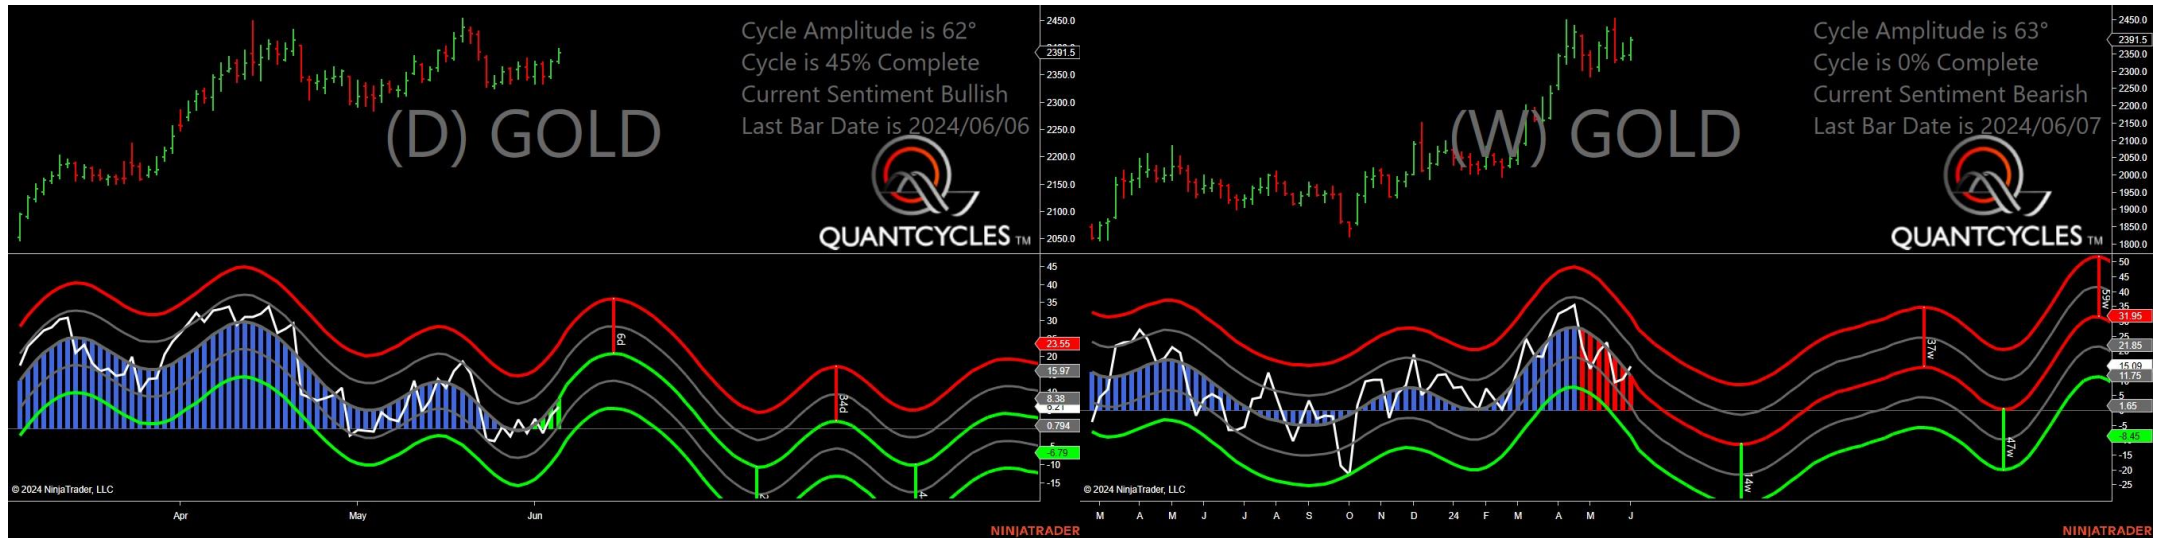 Cycle Amplitude is 62°
Cycle is 45% Complete
Current Sentiment Bullish
Last Bar Date is 2024/06/06
(D) GOLD
QUANTCYCLES TM
2450.0
2391.5
2350.0
2300.0
2250.0
2200.0
2150.0
2100.0
2050.0
45
40
35
30
25
23.55
20
15.97
8.38
0.794
-5
-6.79
-10
-15
6d
34d
© 2024 NinjaTrader, LLC
Apr
May
Jun
NINJATRADER
Cycle Amplitude is 63°
Cycle is 0% Complete
Current Sentiment Bearish
Last Bar Date is 2024/06/07
(W) GOLD
QUANTCYCLES TM
2450.0
2391.5
2350.0
2300.0
2250.0
2200.0
2150.0
2100.0
2050.0
2000.0
1950.0
1900.0
1850.0
1800.0
50
45
40
35
31.95
25
21.85
15.09
11.75
5
1.65
-5
-8.45
-15
-20
-25
14w
37w
47w
59w
© 2024 NinjaTrader, LLC
M
A
M
J
J
A
S
O
N
D
24
F
M
A
M
J
NINJATRADER